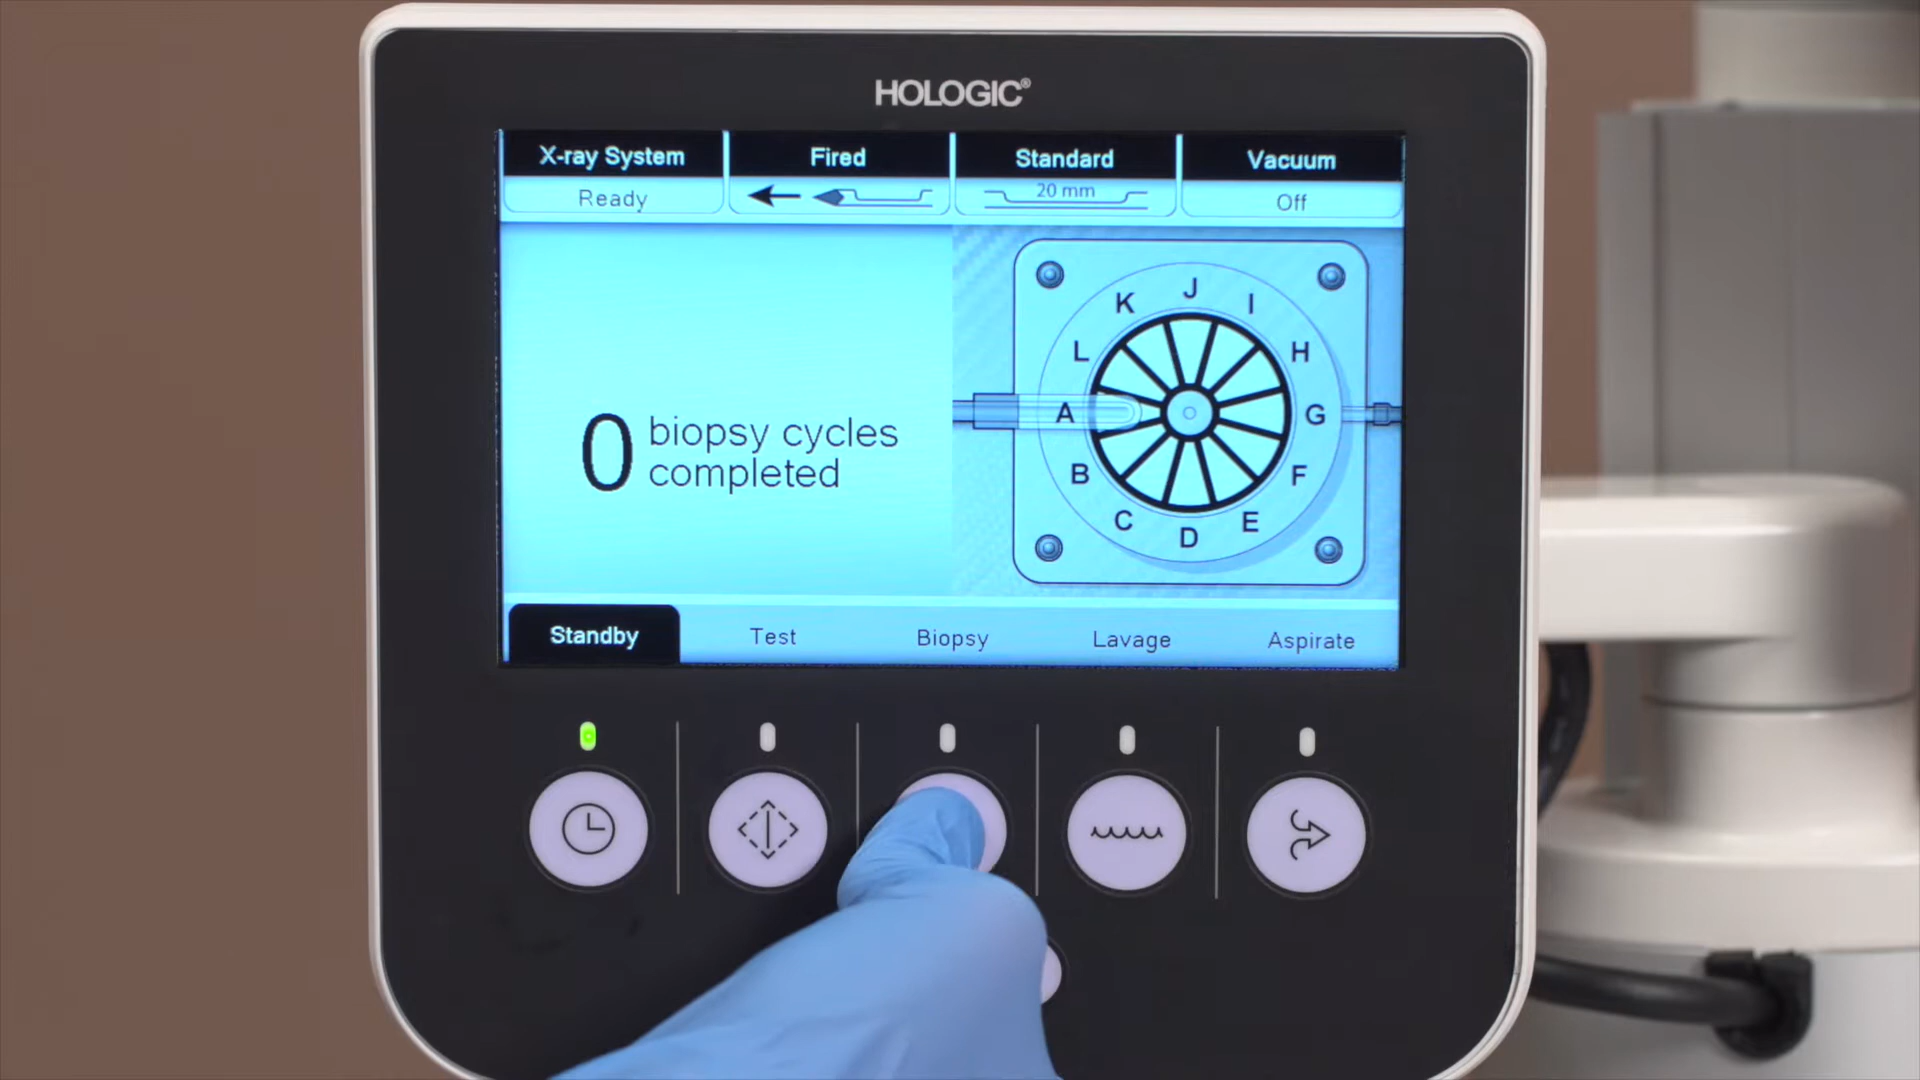 HOLOGIC®
X-ray System
Fired
Standard
Vacuum
Ready
20 mm
Off
J
K
I
L
H
A
G
B
F
C
E
D
0 biopsy cycles
completed
Standby
Test
Biopsy
Lavage
Aspirate